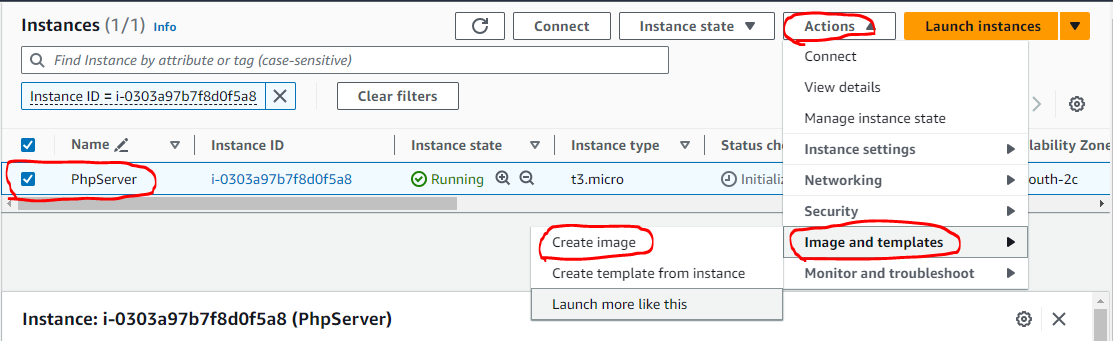 Instances (1/1) Info Connect Instance state Actions Launch instances
Find Instance by attribute or tag (case-sensitive)
Instance ID = i-0303a97b7f8d0f5a8 Clear filters
Name Instance ID Instance state Instance type Status che lability Zone
PhpServer i-0303a97b7f8d0f5a8 Running t3.micro Initializ outh-2c
Connect
View details
Manage instance state
Instance settings
Networking
Security
Image and templates
Monitor and troubleshoot
Create image
Create template from instance
Launch more like this
Instance: i-0303a97b7f8d0f5a8 (PhpServer)